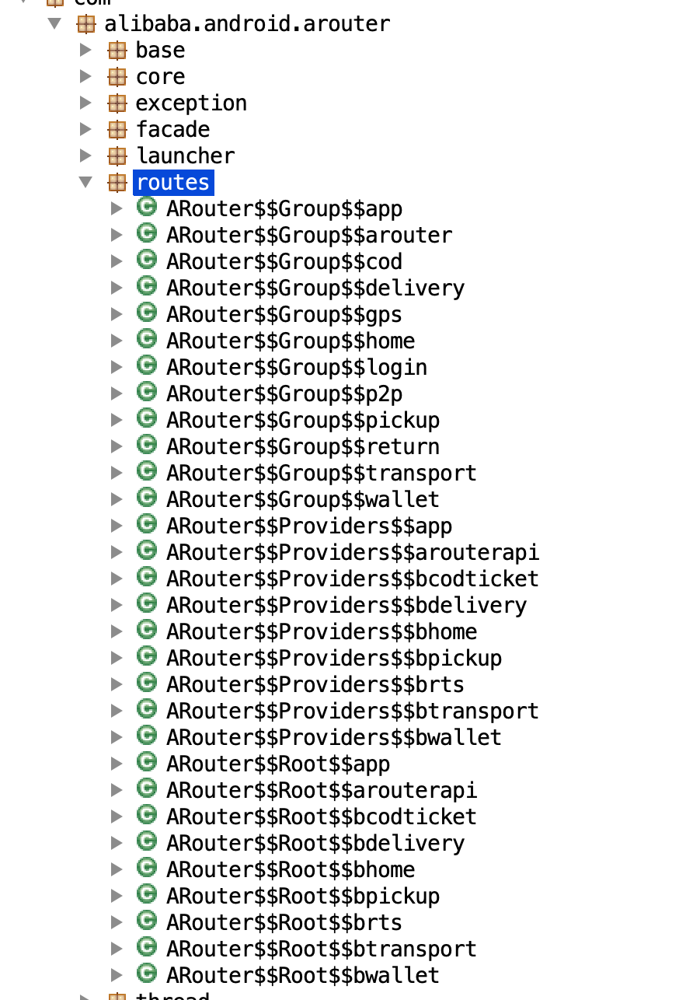 com
alibaba.android.arouter
base
core
exception
facade
launcher
routes
ARouter$$Group$$app
ARouter$$Group$$arouter
ARouter$$Group$$cod
ARouter$$Group$$delivery
ARouter$$Group$$gps
ARouter$$Group$$home
ARouter$$Group$$login
ARouter$$Group$$p2p
ARouter$$Group$$pickup
ARouter$$Group$$return
ARouter$$Group$$transport
ARouter$$Group$$wallet
ARouter$$Providers$$app
ARouter$$Providers$$arouterapi
ARouter$$Providers$$bcodticket
ARouter$$Providers$$bdelivery
ARouter$$Providers$$bhome
ARouter$$Providers$$bpickup
ARouter$$Providers$$brts
ARouter$$Providers$$btransport
ARouter$$Providers$$bwallet
ARouter$$Root$$app
ARouter$$Root$$arouterapi
ARouter$$Root$$bcodticket
ARouter$$Root$$bdelivery
ARouter$$Root$$bhome
ARouter$$Root$$bpickup
ARouter$$Root$$brts
ARouter$$Root$$btransport
ARouter$$Root$$bwallet
thread